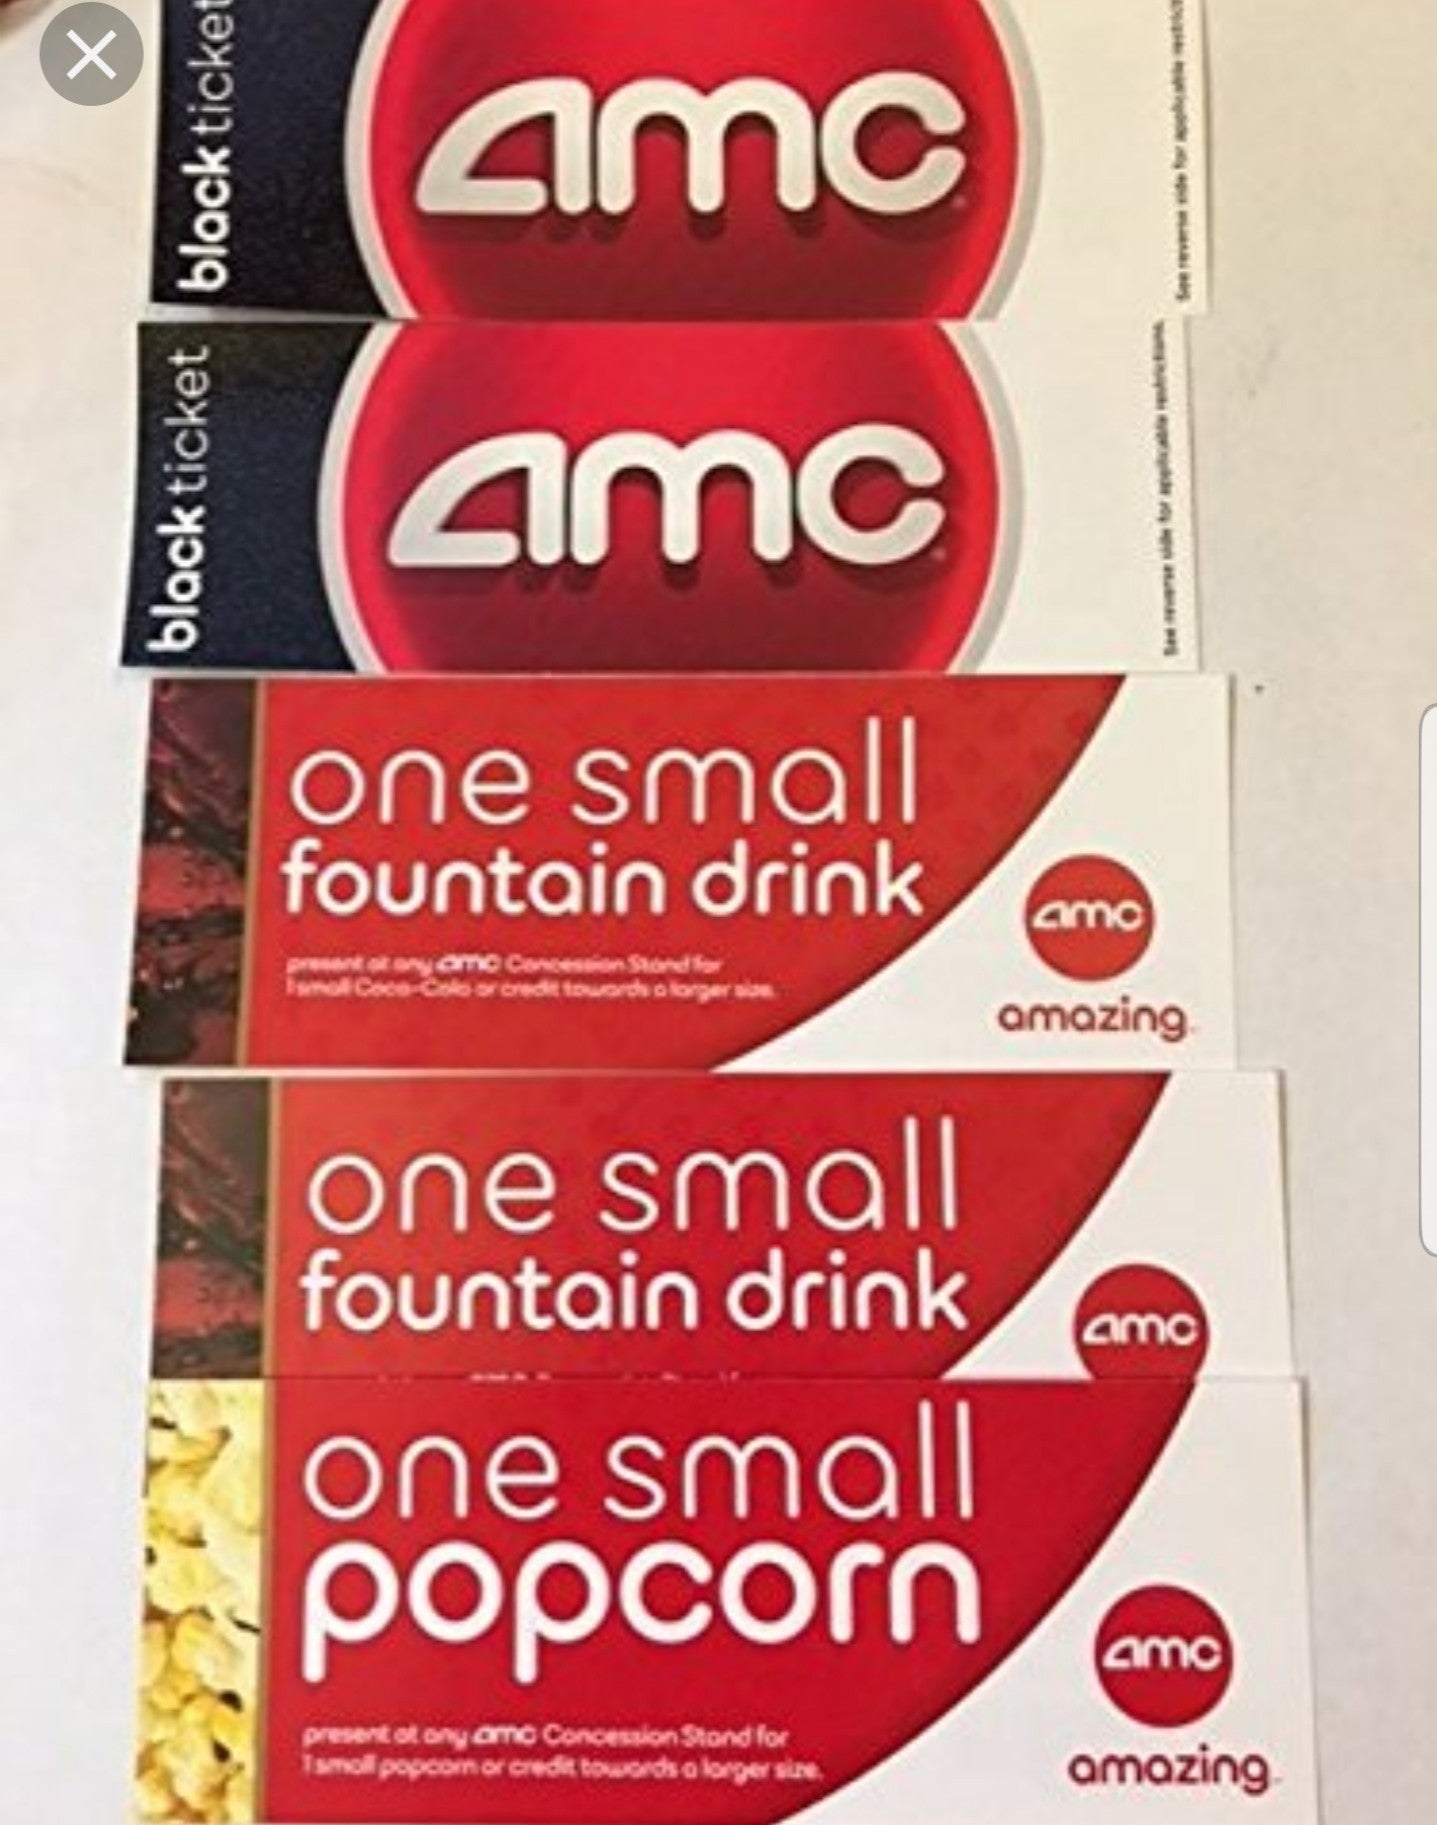 black ticket
amc
See reverse side for applicable restrictions.
black ticket
amc
See reverse side for applicable restrictions.
one small
fountain drink
present at any amc Concession Stand for
1 small Coca-Cola or credit towards a larger size.
amc
amazing™
one small
fountain drink
amc
one small
popcorn
present at any amc Concession Stand for
1 small popcorn or credit towards a larger size.
amc
amazing™